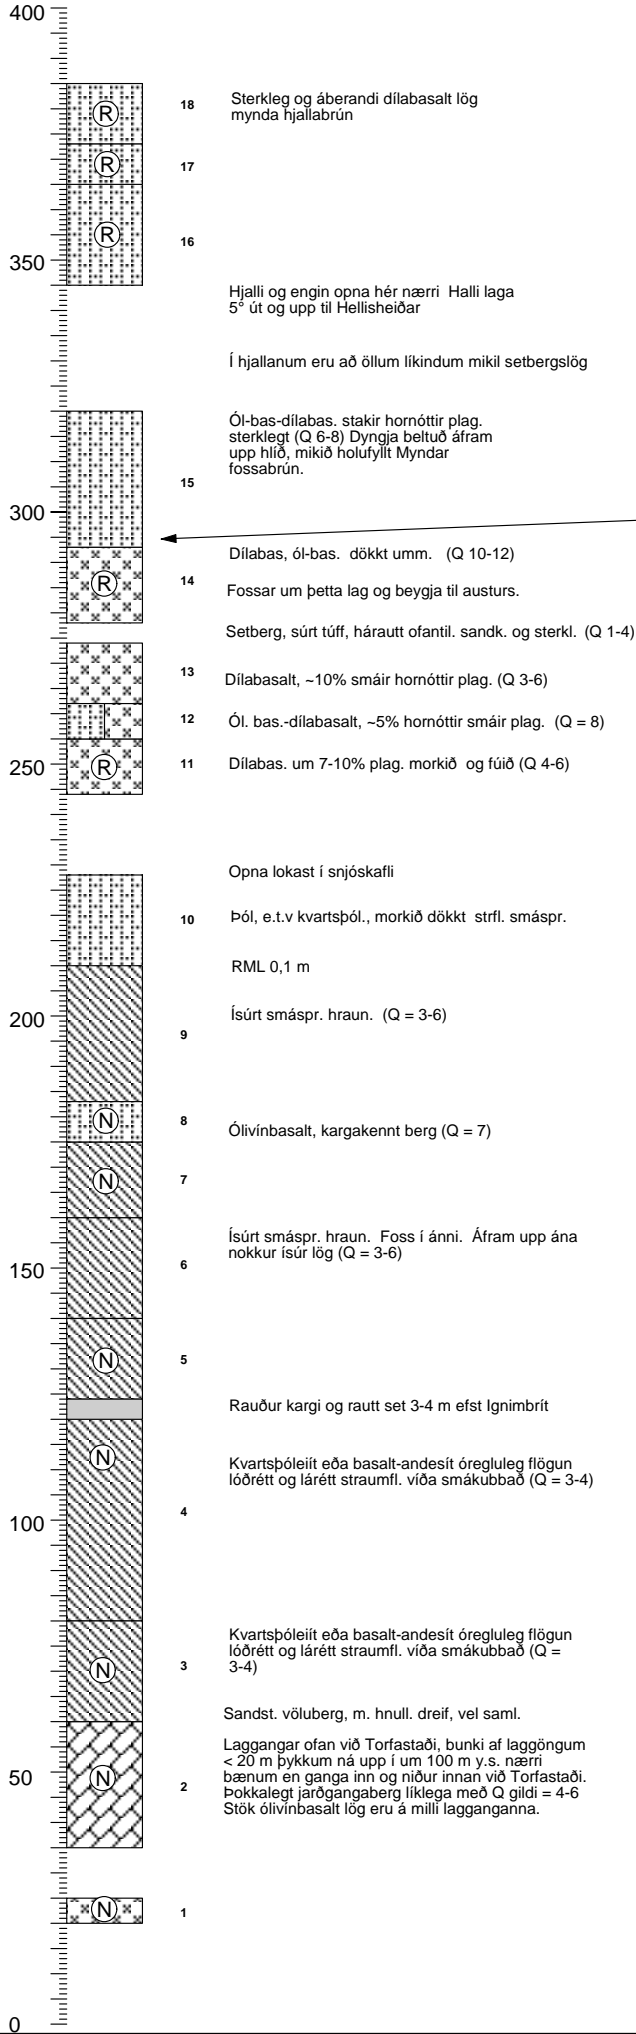 400
18 Sterkleg og áberandi dílabasalt lög
mynda hjallabrún
R
17
R
16
R
350
Hjalli og engin opna hér nærri Halli laga
5° út og upp til Hellisheiðar
Í hjallanum eru að öllum líkindum mikil setbergslög
Ól-bas-dílabas. stakir hornóttir plag.
sterklegt (Q 6-8) Dyngja beltuð áfram
upp hlíð, mikið holufyllt Myndar
fossabrún.
15
300
Dílabas, ól-bas. dökkt umm. (Q 10-12)
R
14
Fossar um þetta lag og beygja til austurs.
Setberg, súrt túff, hárautt ofantil. sandk. og sterkl. (Q 1-4)
13 Dílabasalt, ~10% smáir hornóttir plag. (Q 3-6)
12 Ól. bas.-dílabasalt, ~5% hornóttir smáir plag. (Q = 8)
250 R 11 Dílabas. um 7-10% plag. morkið og fúið (Q 4-6)
Opna lokast í snjóskafli
10 Þól, e.t.v kvartsþól., morkið dökkt strfl. smáspr.
RML 0,1 m
200 Ísúrt smáspr. hraun. (Q = 3-6)
9
N 8 Ólivínbasalt, kargakennt berg (Q = 7)
N 7
Ísúrt smáspr. hraun. Foss í ánni. Áfram upp ána
nokkur ísúr lög (Q = 3-6)
150 6
N 5
Rauður kargi og rautt set 3-4 m efst Ignimbrít
N
Kvartsþóleiít eða basalt-andesít óregluleg flögun
lóðrétt og lárétt straumfl. víða smákubbað (Q = 3-4)
100 4
Kvartsþóleiít eða basalt-andesít óregluleg flögun
lóðrétt og lárétt straumfl. víða smákubbað (Q =
3-4)
N 3
Sandst. völuberg, m. hnull. dreif, vel saml.
Laggangar ofan við Torfastaði, bunki af laggöngum
< 20 m þykkum ná upp í um 100 m y.s. nærri
bænum en ganga inn og niður innan við Torfastaði.
Þokkalegt jarðgangaberg líklega með Q gildi = 4-6
Stök ólivínbasalt lög eru á milli lagganganna.
50 N 2
N 1
0